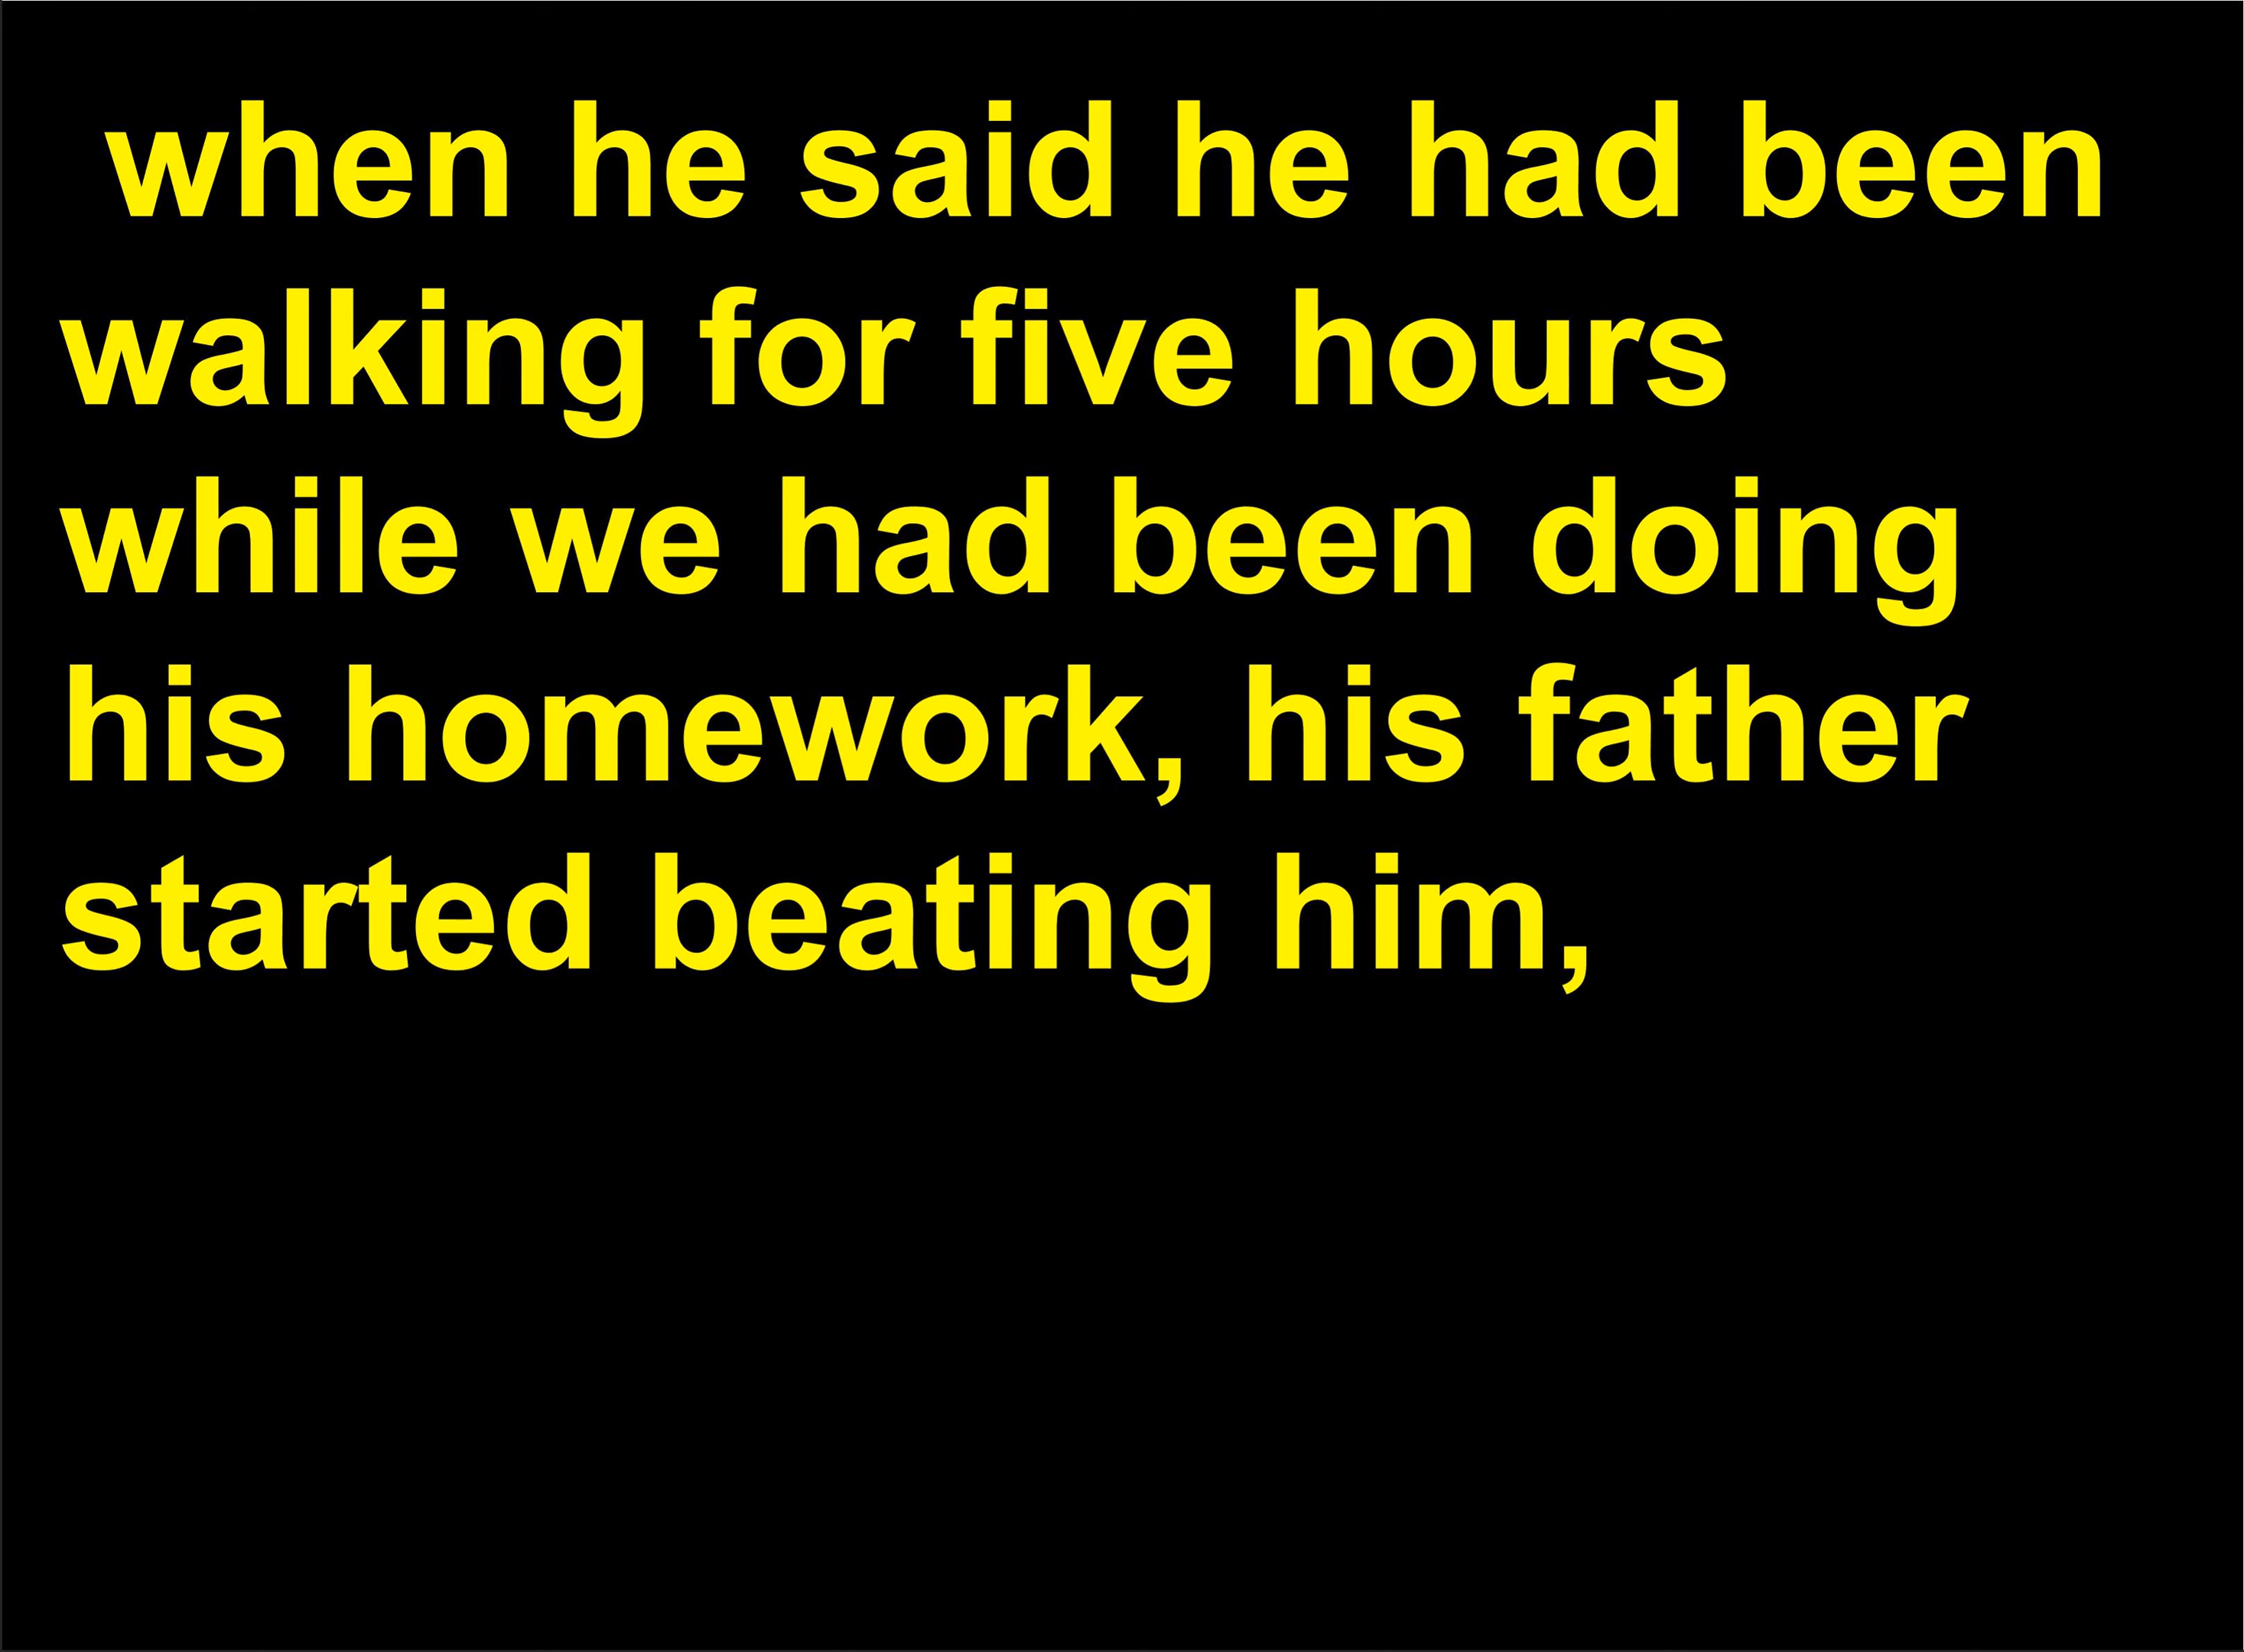 when he said he had been
walking for five hours
while we had been doing
his homework, his father
started beating him,